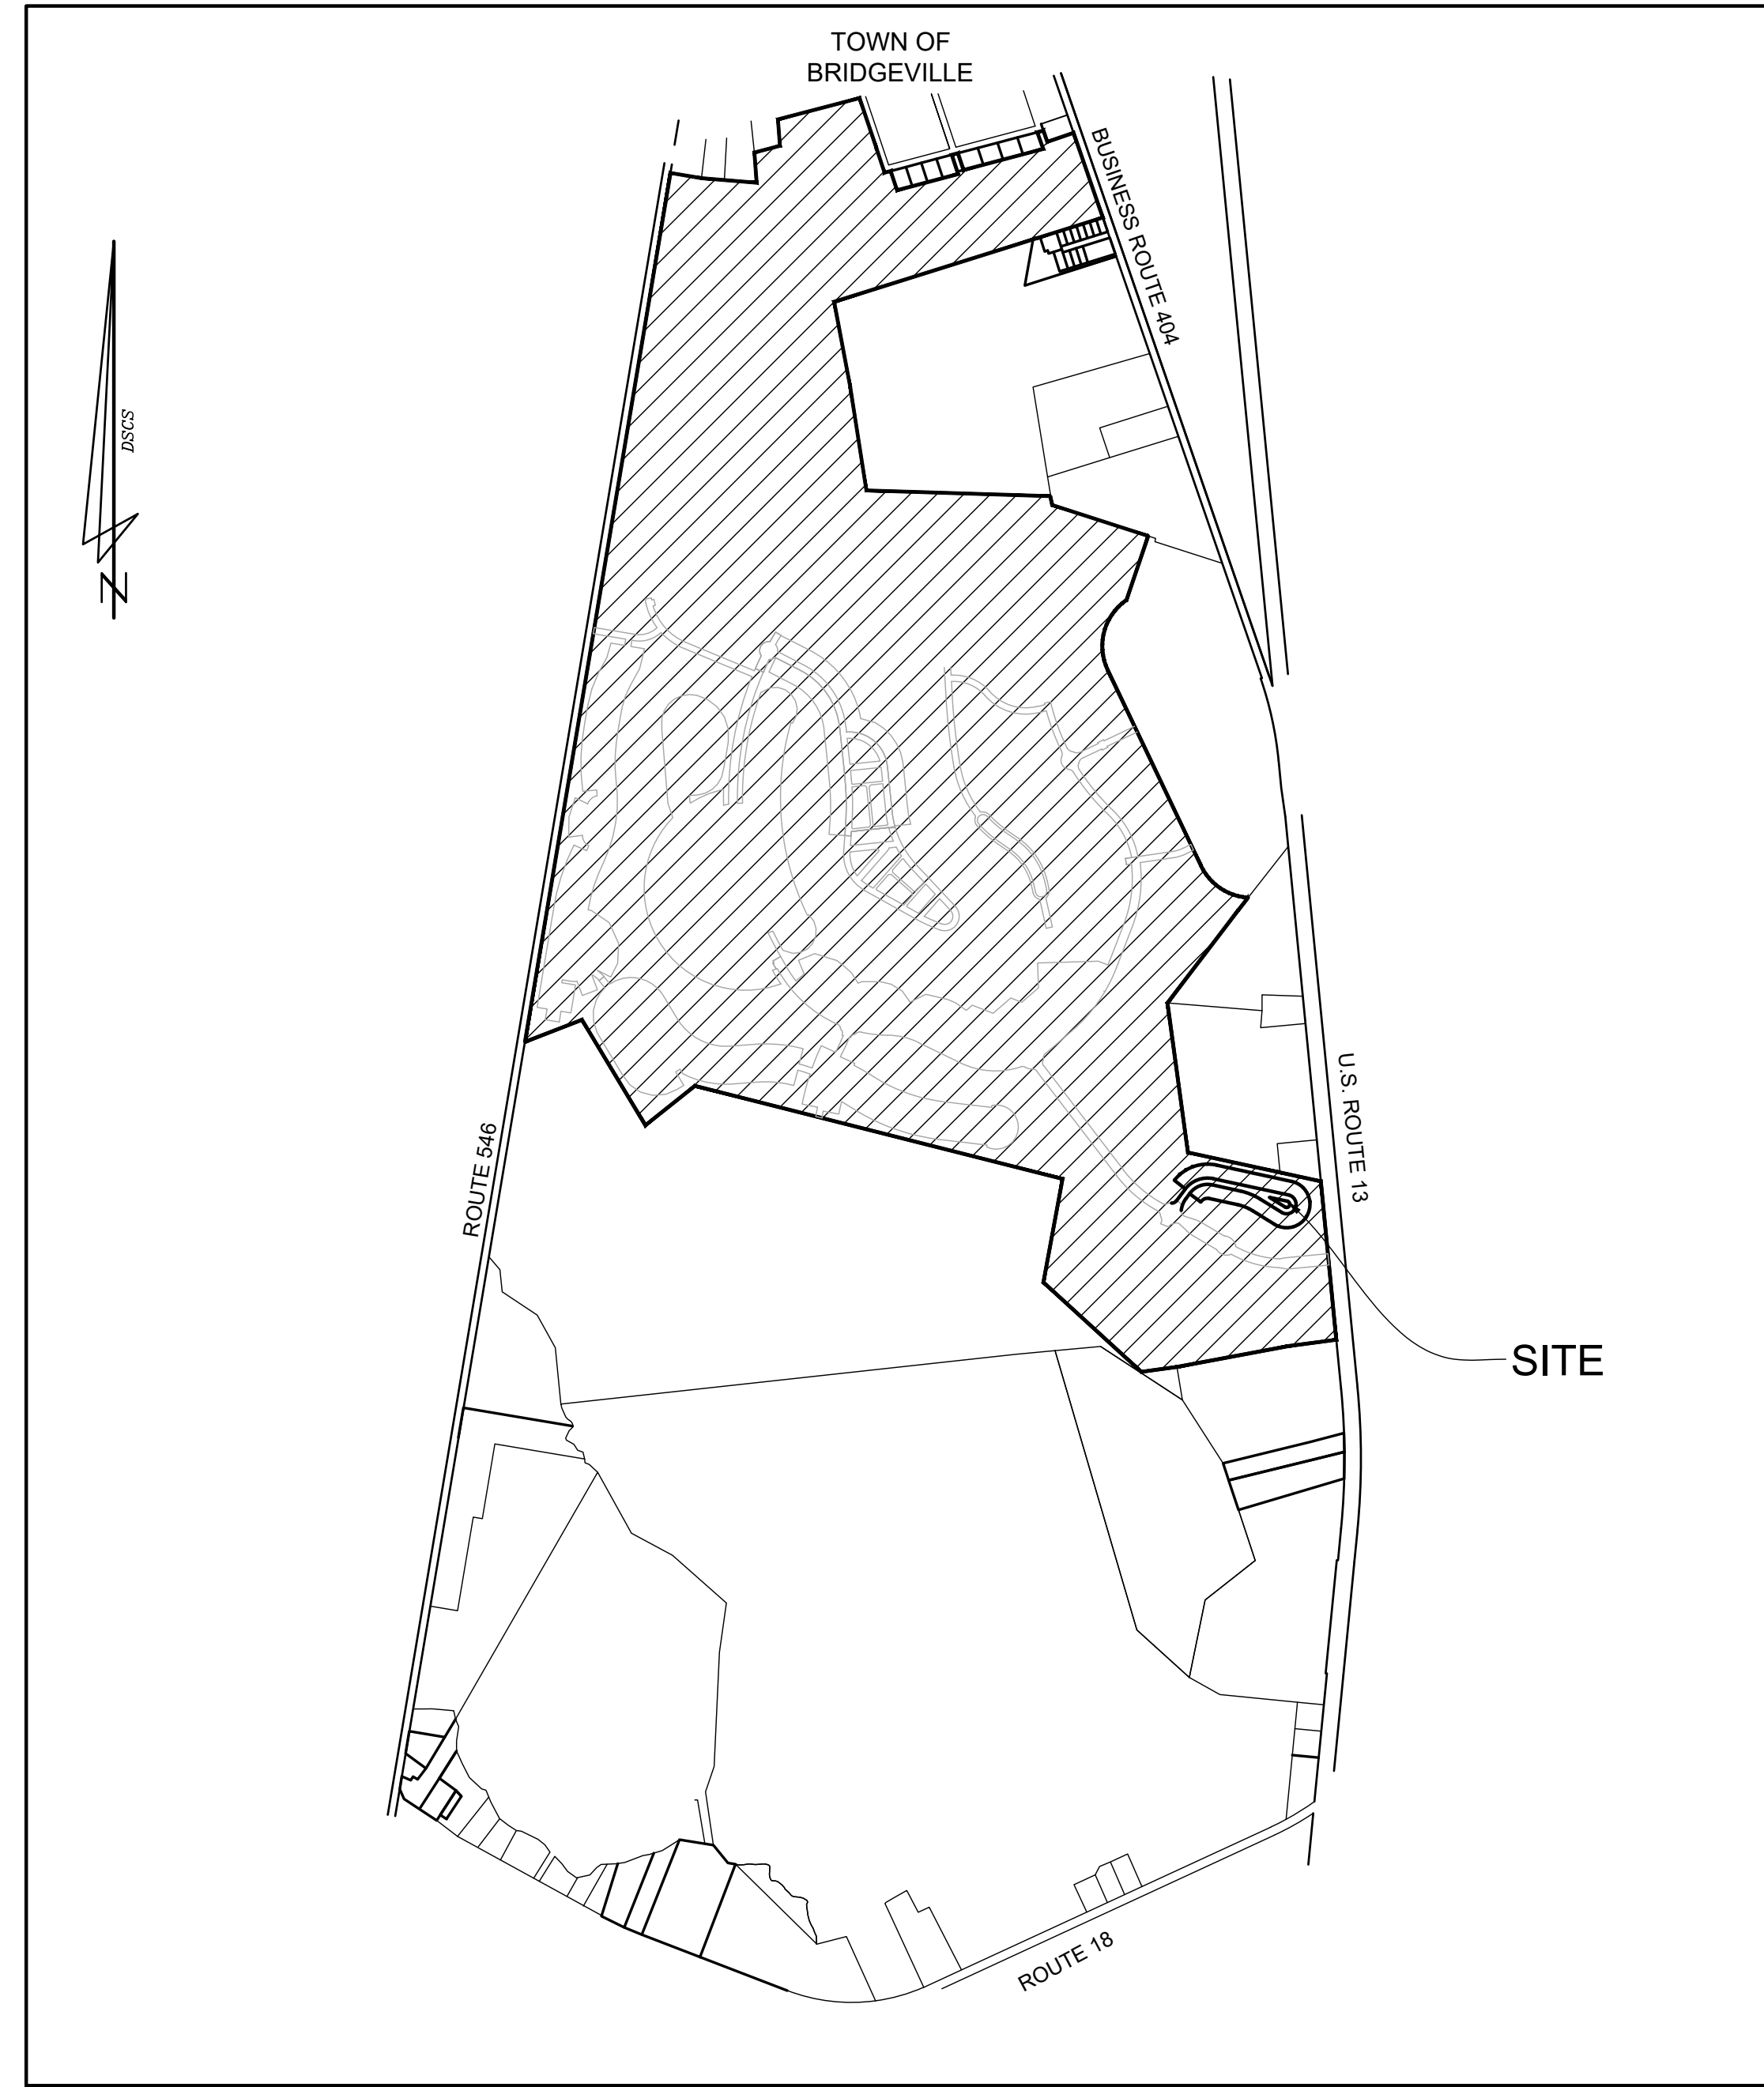 TOWN OF
BRIDGEVILLE
BUSINESS ROUTE 404
DSCS
N
U.S. ROUTE 13
ROUTE 546
SITE
ROUTE 18